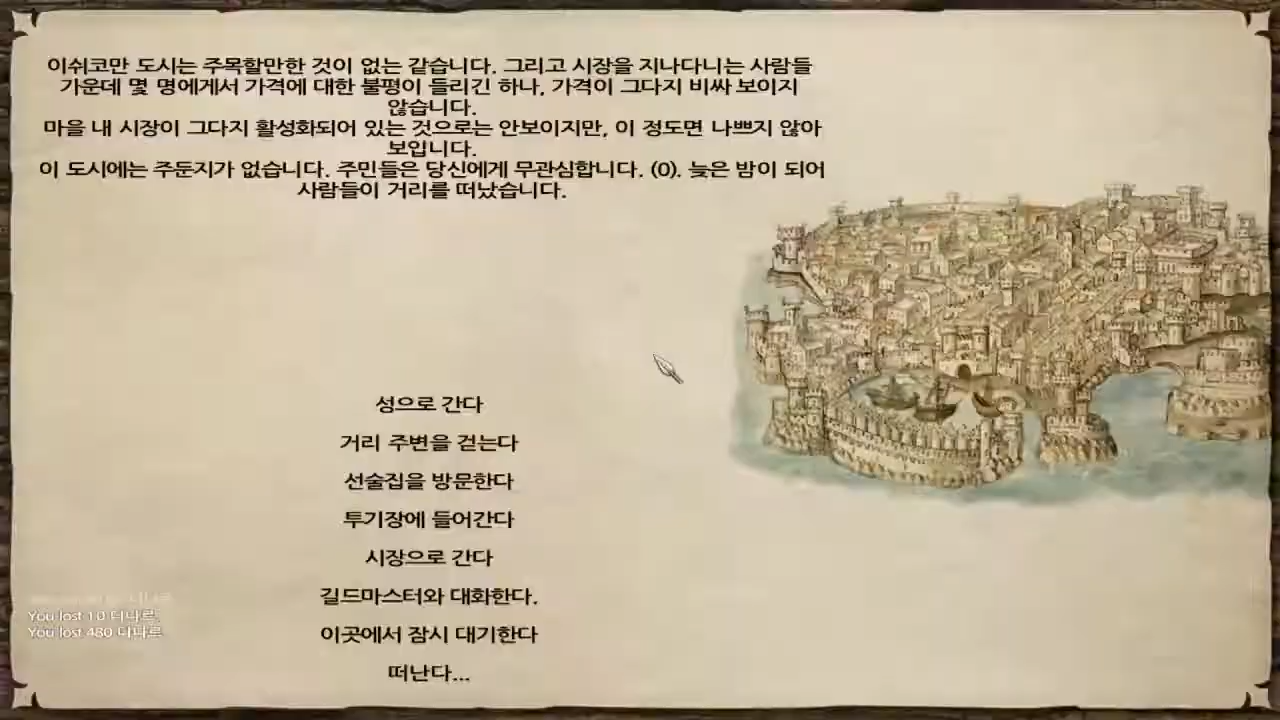 이쉬코만 도시는 주목할만한 것이 없는 같습니다. 그리고 시장을 지나다니는 사람들
가운데 몇 명에게서 가격에 대한 불평이 들리긴 하나, 가격이 그다지 비싸 보이지
않습니다.
마을 내 시장이 그다지 활성화되어 있는 것으로는 안보이지만, 이 정도면 나쁘지 않아
보입니다.
이 도시에는 주둔지가 없습니다. 주민들은 당신에게 무관심합니다. (0). 늦은 밤이 되어
사람들이 거리를 떠났습니다.
성으로 간다
거리 주변을 걷는다
선술집을 방문한다
투기장에 들어간다
시장으로 간다
길드마스터와 대화한다.
이곳에서 잠시 대기한다
떠난다...
You lost 10 디나르.
You lost 480 디나르.